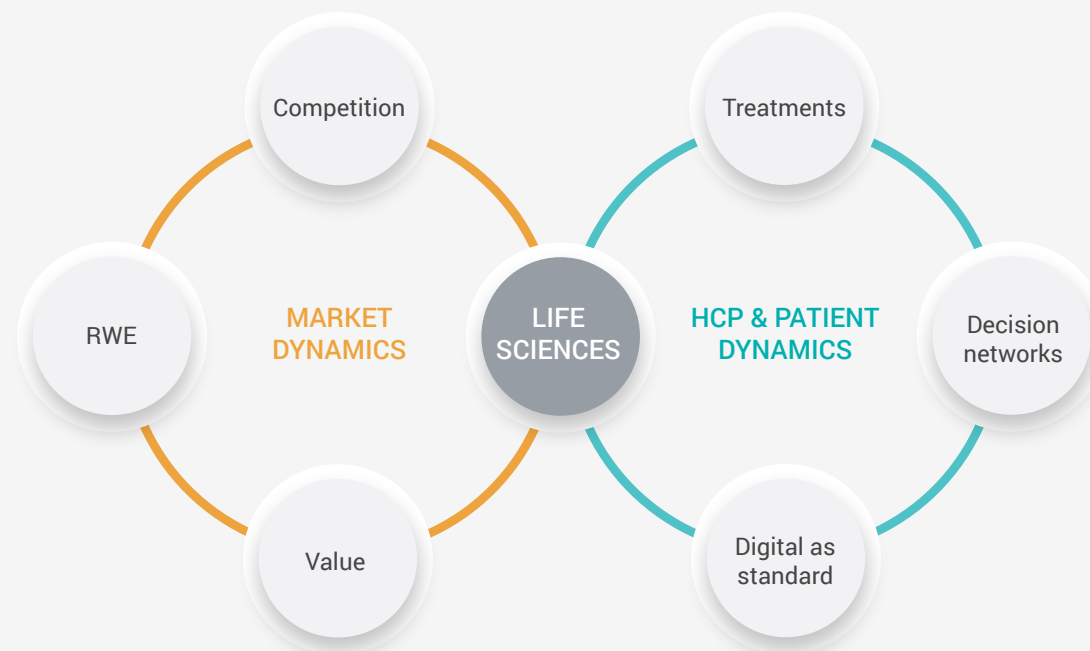 Competition
Treatments
RWE
MARKET
DYNAMICS
LIFE
SCIENCES
HCP & PATIENT
DYNAMICS
Decision
networks
Value
Digital as
standard